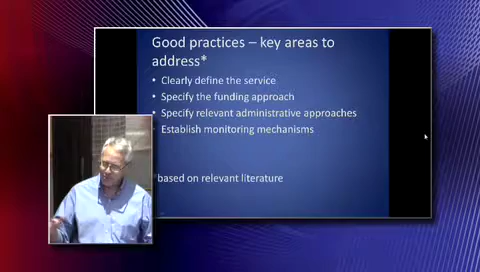 Good practices – key areas to
address*
• Clearly define the service
• Specify the funding approach
• Specify relevant administrative approaches
• Establish monitoring mechanisms
based on relevant literature